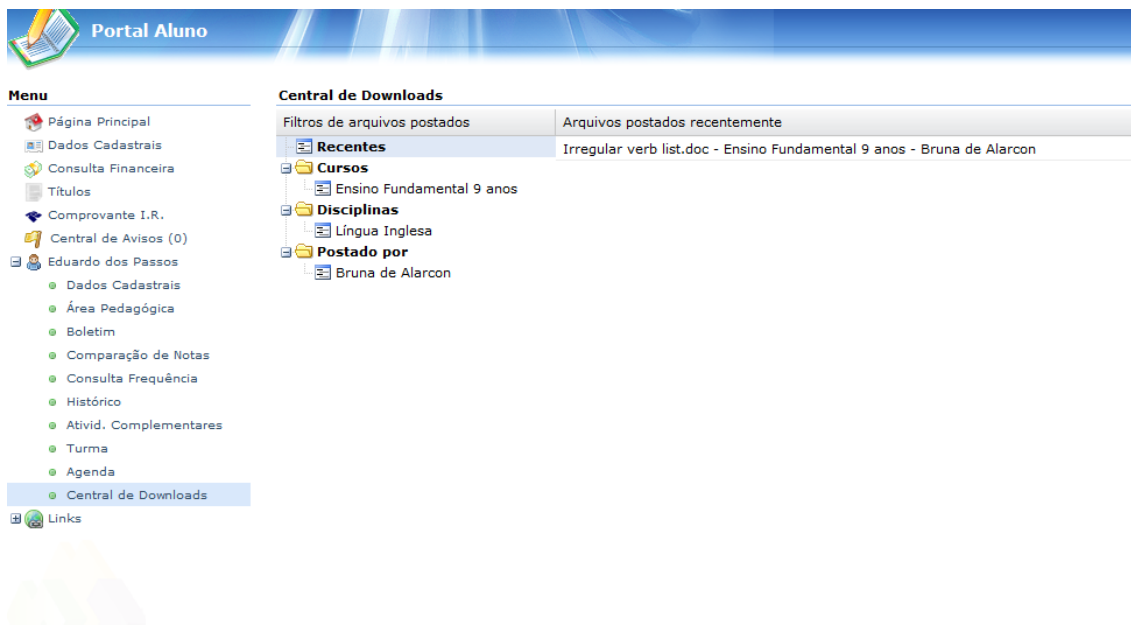 Portal Aluno
Menu
Página Principal
Dados Cadastrais
Consulta Financeira
Títulos
Comprovante I.R.
Central de Avisos (0)
Eduardo dos Passos
Dados Cadastrais
Área Pedagógica
Boletim
Comparação de Notas
Consulta Frequência
Histórico
Ativid. Complementares
Turma
Agenda
Central de Downloads
Links
Central de Downloads
Filtros de arquivos postados
Recentes
Cursos
Ensino Fundamental 9 anos
Disciplinas
Língua Inglesa
Postado por
Bruna de Alarcon
Arquivos postados recentemente
Irregular verb list.doc - Ensino Fundamental 9 anos - Bruna de Alarcon